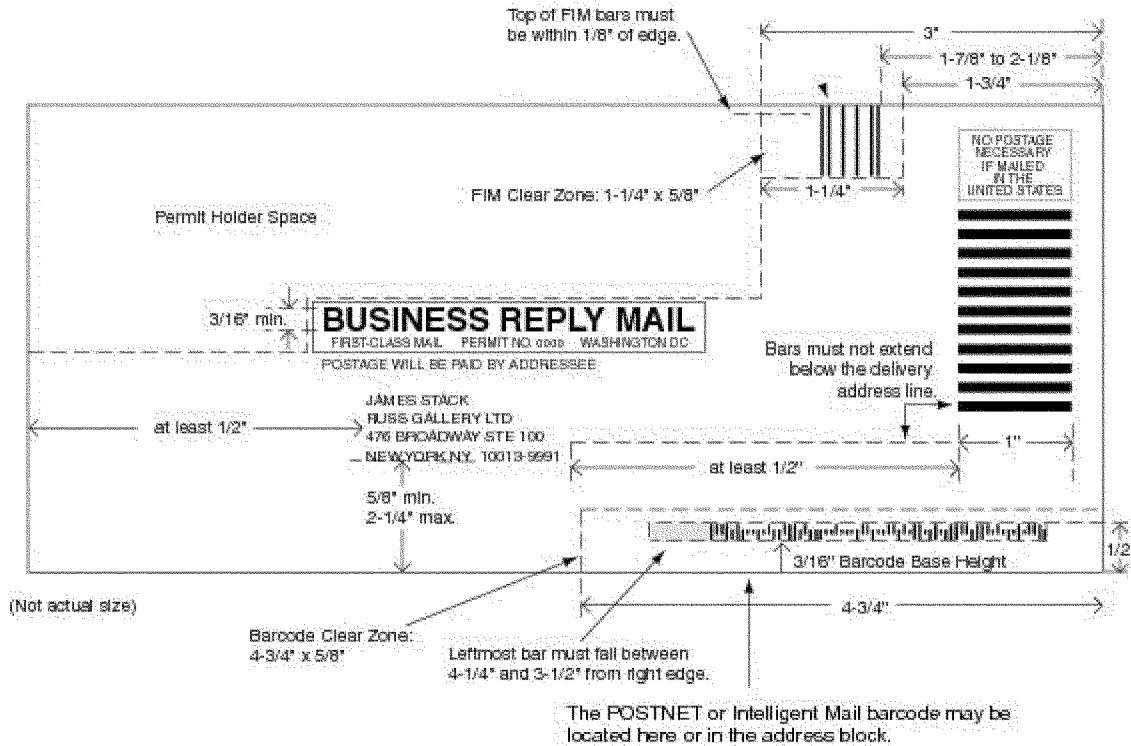 Top of FIM bars must
be within 1/8" of edge.
3"
1-7/8" to 2-1/8"
1-3/4"
NO POSTAGE
NECESSARY
IF MAILED
IN THE
UNITED STATES
FIM Clear Zone: 1-1/4" x 5/8"
1-1/4"
Permit Holder Space
3/16" min.
BUSINESS REPLY MAIL
FIRST-CLASS MAIL PERMIT NO. 0000 WASHINGTON DC
POSTAGE WILL BE PAID BY ADDRESSEE
Bars must not extend
below the delivery
address line.
JAMES STACK
RUSS GALLERY LTD
476 BROADWAY STE 100
NEW YORK NY 10013-9991
at least 1/2"
at least 1/2"
1"
5/8" min.
2-1/4" max.
3/16" Barcode Base Height
1/2
4-3/4"
(Not actual size)
Barcode Clear Zone:
4-3/4" x 5/8"
Leftmost bar must fall between
4-1/4" and 3-1/2" from right edge.
The POSTNET or Intelligent Mail barcode may be
located here or in the address block.